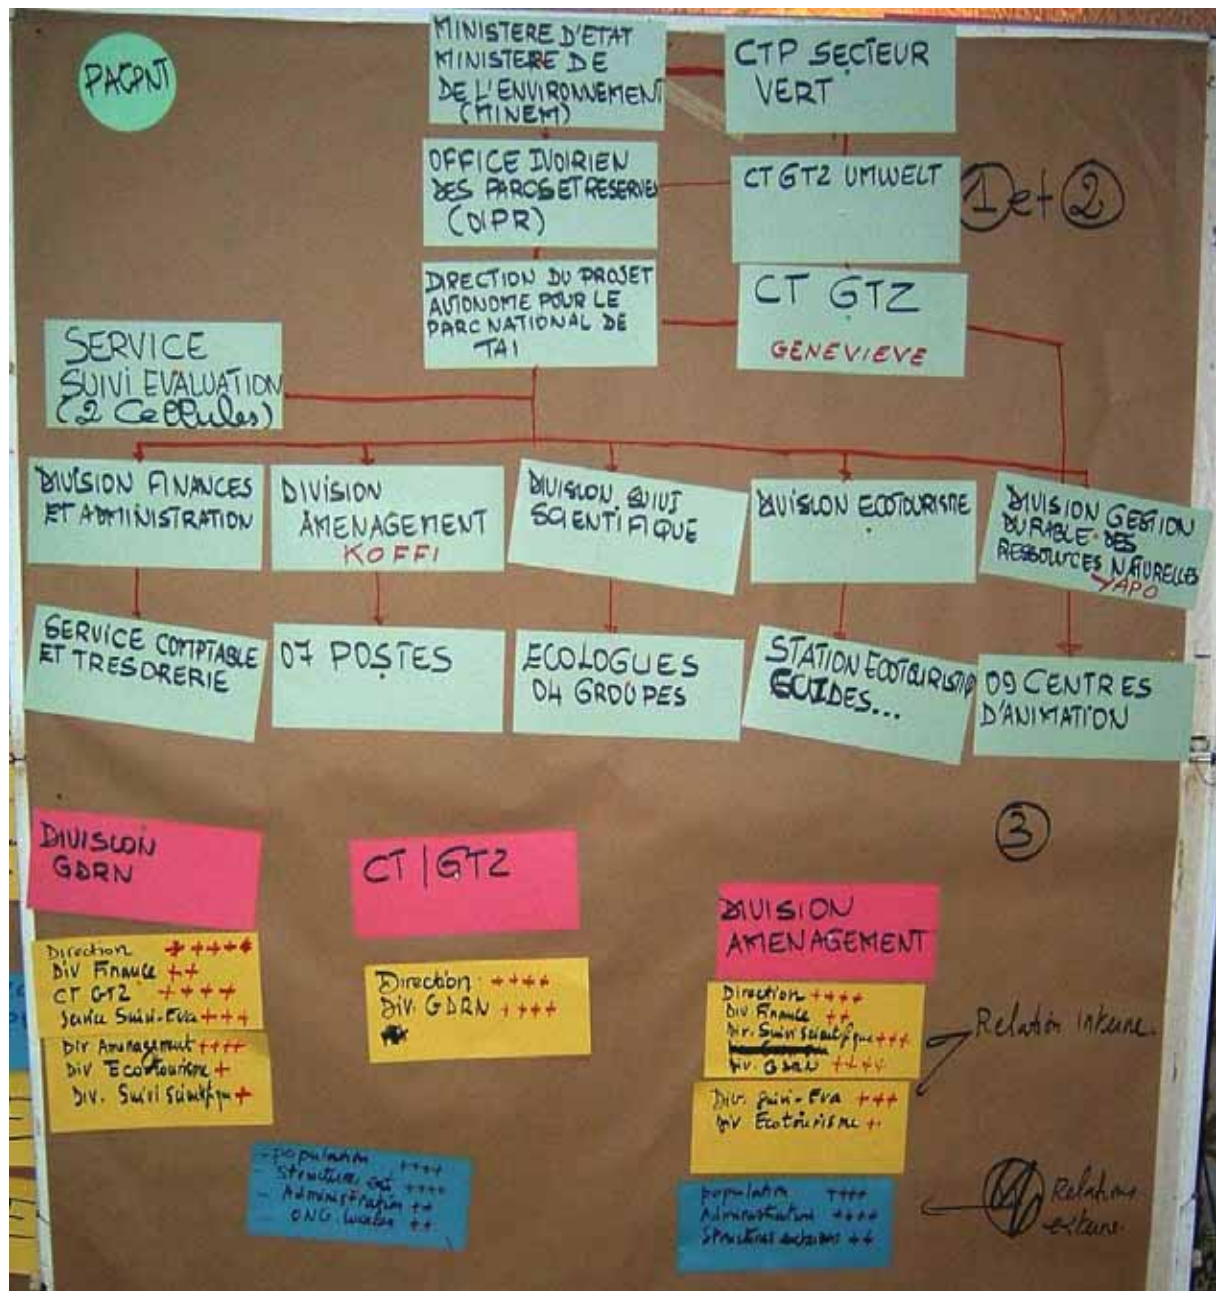 PACPNT
MINISTERE D'ETAT
MINISTERE DE
DE L'ENVIRONNEMENT
(MINEM)
CTP SECTEUR
VERT
OFFICE IVOIRIEN
DES PARCS ET RESERVES
(OIPR)
CT GTZ UMWELT
1 et 2
DIRECTION DU PROJET
AUTONOME POUR LE
PARC NATIONAL DE
TAI
CT GTZ
GENEVIEVE
SERVICE
SUIVI EVALUATION
(2 Cellules)
DIVISION FINANCES
ET ADMINISTRATION
DIVISION
AMENAGEMENT
KOFFI
DIVISION SUIVI
SCIENTIFIQUE
DIVISION ECOTOURISME
DIVISION GESTION
DURABLE DES
RESSOURCES NATURELLES
YAPO
SERVICE COMPTABLE
ET TRESORERIE
07 POSTES
ECOLOGUES
04 GROUPES
STATION ECOTOURISTIQ
GUIDES...
09 CENTRES
D'ANIMATION
3
DIVISION
GDRN
Direction +++++
Div Finance ++
CT GTZ ++++
Service Suivi-Eva +++
Div Amenagement ++++
Div Ecotourisme +
Div. Suivi Scientifique +
CT | GTZ
Direction ++++
Div. GDRN ++++
DIVISION
AMENAGEMENT
Direction ++++
Div Finance ++
Div. Suivi Scientifique +++
Div. GDRN ++++
Div. Suivi-Eva +++
Div Ecotourisme ++
Relation interne
- population ++++
- Structure ++++
- Administration ++
- ONG ++
population ++++
Administration ++++
Structures ++
Relation
externe